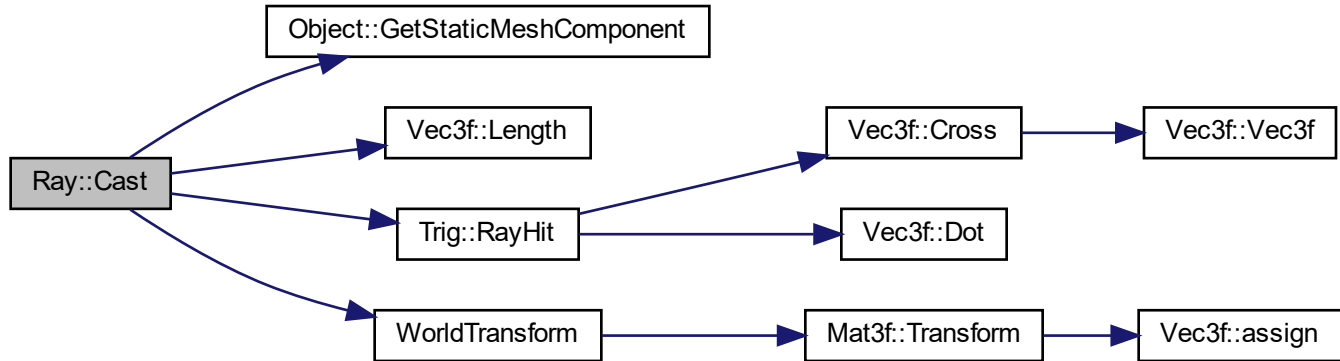 Object::GetStaticMeshComponent
Vec3f::Length
Vec3f::Cross
Vec3f::Vec3f
Ray::Cast
Trig::RayHit
Vec3f::Dot
WorldTransform
Mat3f::Transform
Vec3f::assign